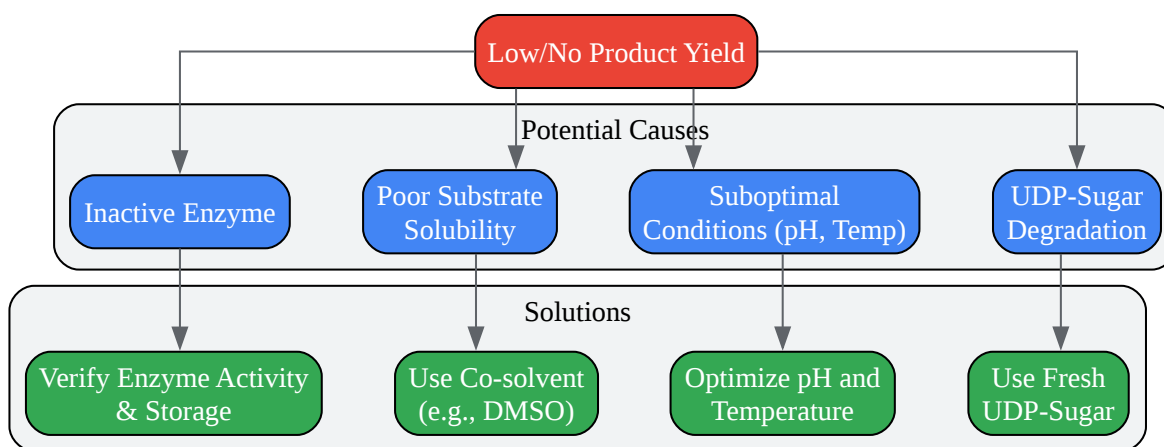 Low/No Product Yield
Potential Causes
Inactive Enzyme
Poor Substrate
Solubility
Suboptimal
Conditions (pH, Temp)
UDP-Sugar
Degradation
Solutions
Verify Enzyme Activity
& Storage
Use Co-solvent
(e.g., DMSO)
Optimize pH and
Temperature
Use Fresh
UDP-Sugar